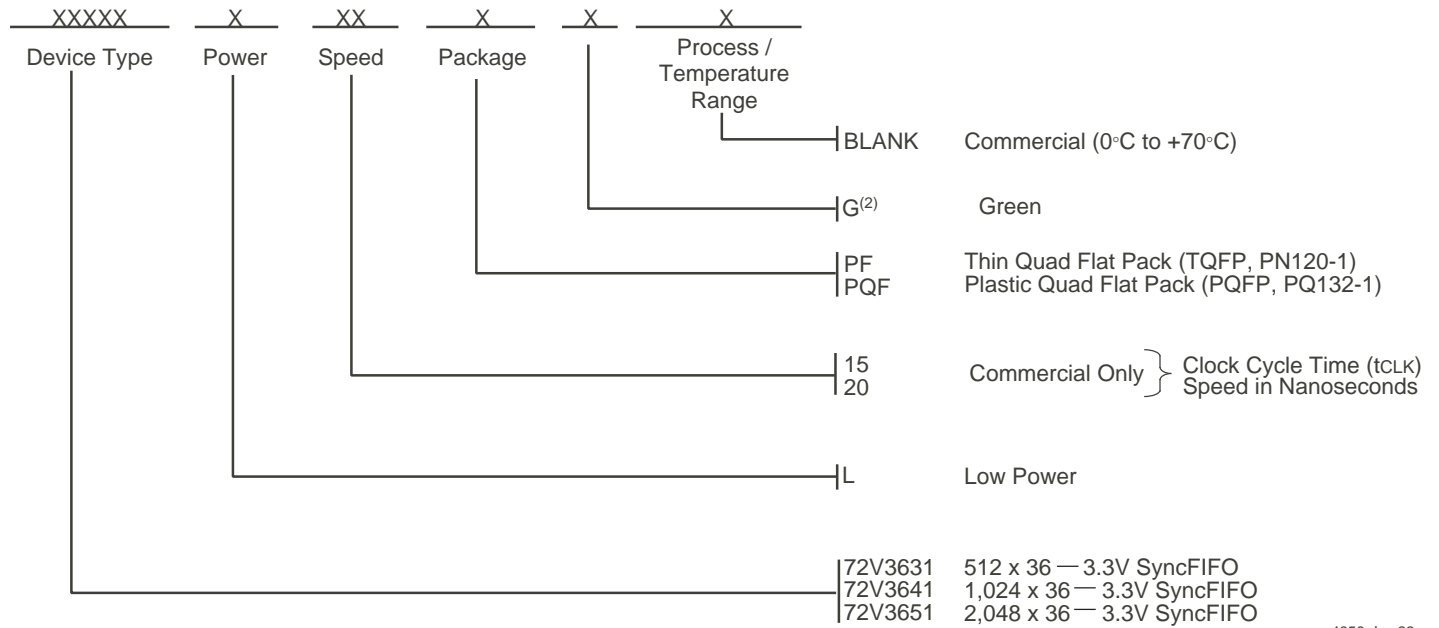 XXXXX X XX X X X
Device Type Power Speed Package Process /
Temperature
Range
BLANK Commercial (0°C to +70°C)
G(2) Green
PF Thin Quad Flat Pack (TQFP, PN120-1)
PQF Plastic Quad Flat Pack (PQFP, PQ132-1)
15 Commercial Only Clock Cycle Time (tCLK)
20 Speed in Nanoseconds
L Low Power
72V3631 512 x 36 — 3.3V SyncFIFO
72V3641 1,024 x 36 — 3.3V SyncFIFO
72V3651 2,048 x 36 — 3.3V SyncFIFO